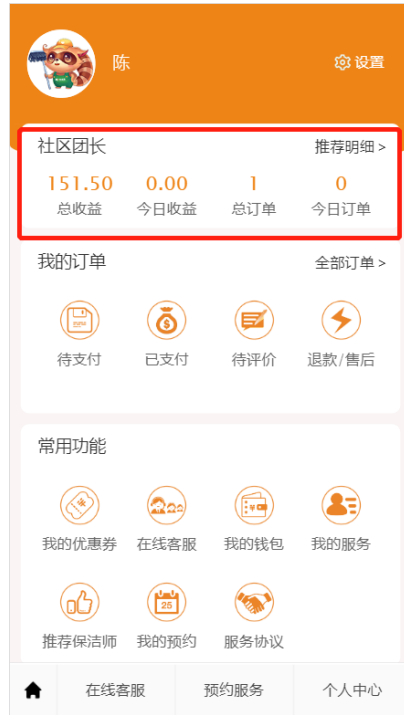 陈
设置
社区团长 推荐明细 >
151.50 0.00 1 0
总收益 今日收益 总订单 今日订单
我的订单 全部订单 >
待支付 已支付 待评价 退款/售后
常用功能
我的优惠券 在线客服 我的钱包 我的服务
25
推荐保洁师 我的预约 服务协议
在线客服 预约服务 个人中心